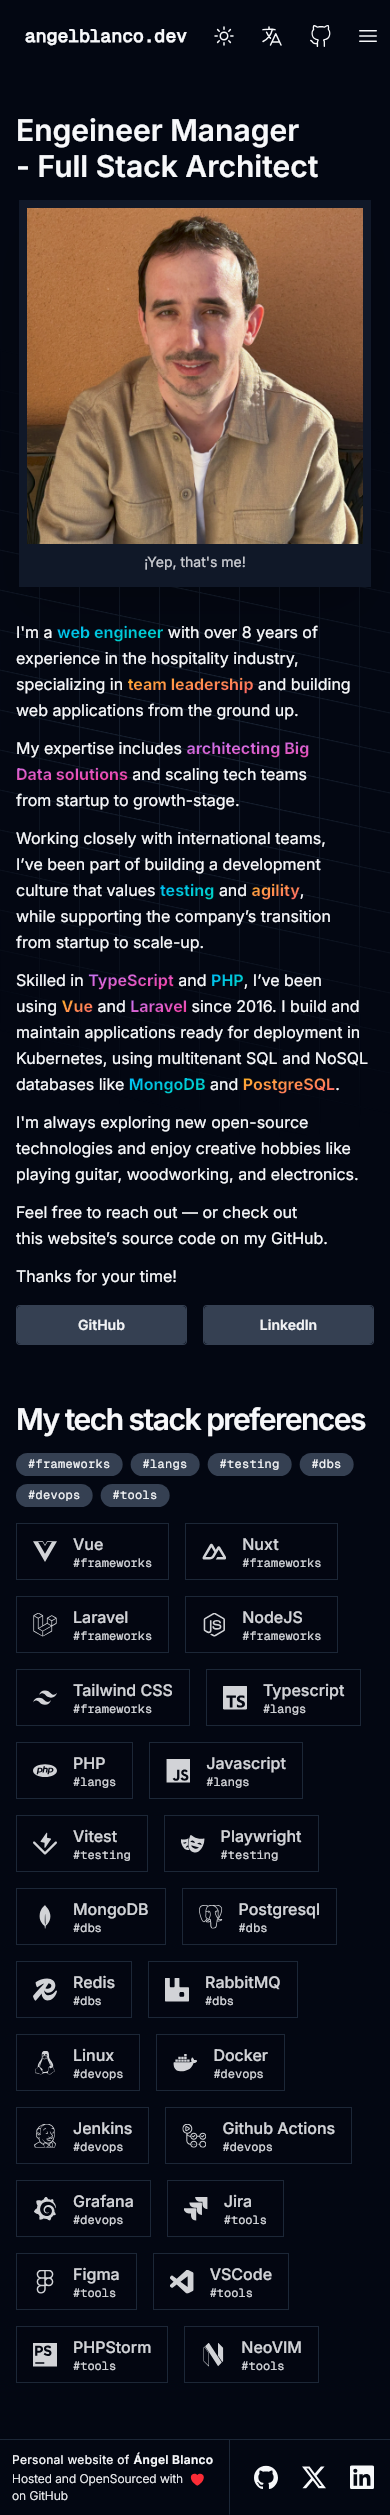 angelblanco.dev
Engeineer Manager
- Full Stack Architect
¡Yep, that's me!
I'm a web engineer with over 8 years of
experience in the hospitality industry,
specializing in team leadership and building
web applications from the ground up.
My expertise includes architecting Big
Data solutions and scaling tech teams
from startup to growth-stage.
Working closely with international teams,
I’ve been part of building a development
culture that values testing and agility,
while supporting the company’s transition
from startup to scale-up.
Skilled in TypeScript and PHP, I’ve been
using Vue and Laravel since 2016. I build and
maintain applications ready for deployment in
Kubernetes, using multitenant SQL and NoSQL
databases like MongoDB and PostgreSQL.
I'm always exploring new open-source
technologies and enjoy creative hobbies like
playing guitar, woodworking, and electronics.
Feel free to reach out — or check out
this website’s source code on my GitHub.
Thanks for your time!
GitHub LinkedIn
My tech stack preferences
#frameworks #langs #testing #dbs
#devops #tools
Vue Nuxt
#frameworks #frameworks
Laravel NodeJS
#frameworks #frameworks
Tailwind CSS Typescript
#frameworks #langs
TS
PHP Javascript
#langs #langs
php JS
Vitest Playwright
#testing #testing
MongoDB Postgresql
#dbs #dbs
Redis RabbitMQ
#dbs #dbs
Linux Docker
#devops #devops
Jenkins Github Actions
#devops #devops
Grafana Jira
#devops #tools
Figma VSCode
#tools #tools
PHPStorm NeoVIM
#tools #tools
PS
Personal website of Ángel Blanco
Hosted and OpenSourced with ❤
on GitHub